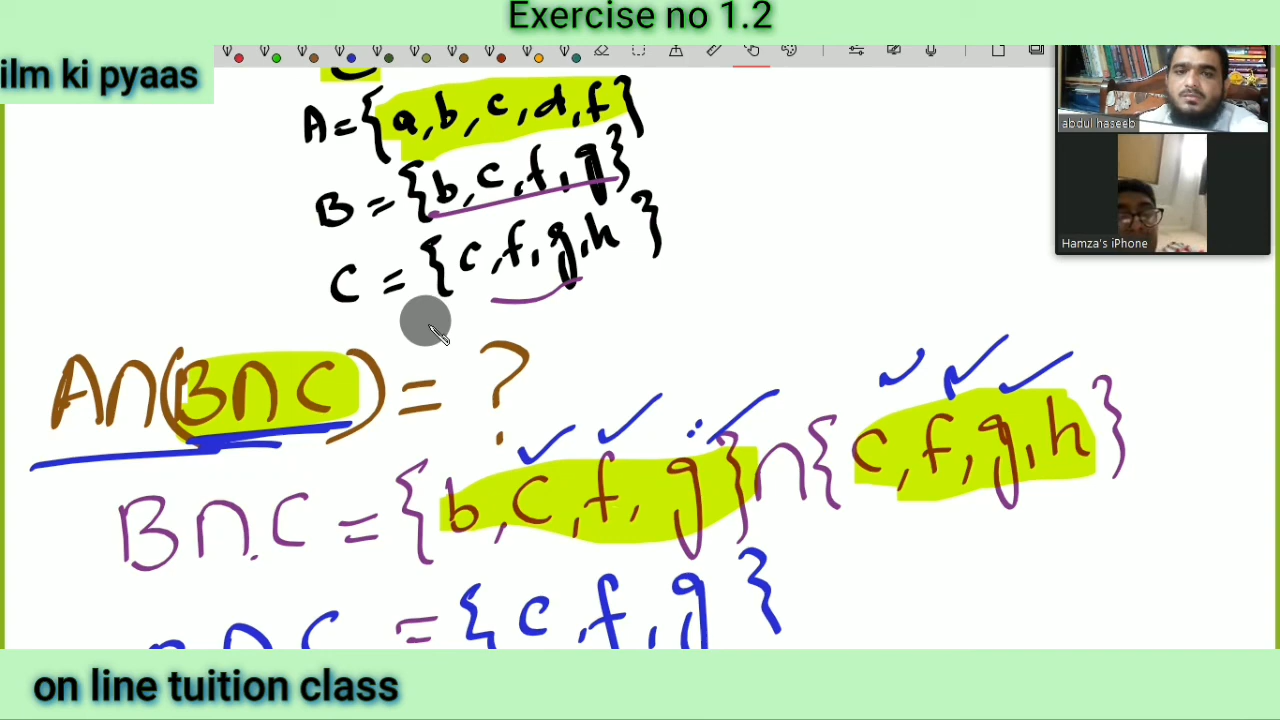 Exercise no 1.2
ilm ki pyaas
abdul haseeb
Hamza's iPhone
A={a,b,c,d,f}
B={b,c,f,g}
C={c,f,g,h}
A∩(B∩C)=?
B∩C={b,c,f,g}∩{c,f,g,h}
B∩C={c,f,g}
on line tuition class